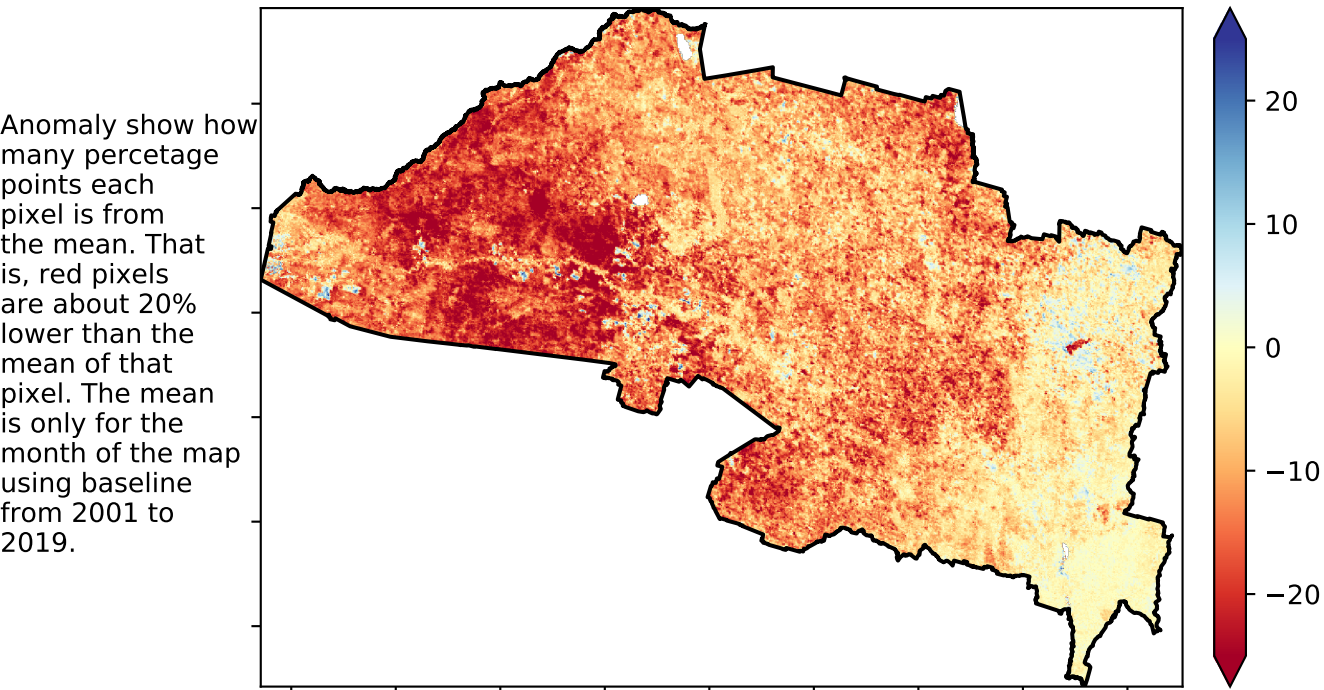 Anomaly show how
many percetage
points each
pixel is from
the mean. That
is, red pixels
are about 20%
lower than the
mean of that
pixel. The mean
is only for the
month of the map
using baseline
from 2001 to
2019.
20
10
0
−10
−20